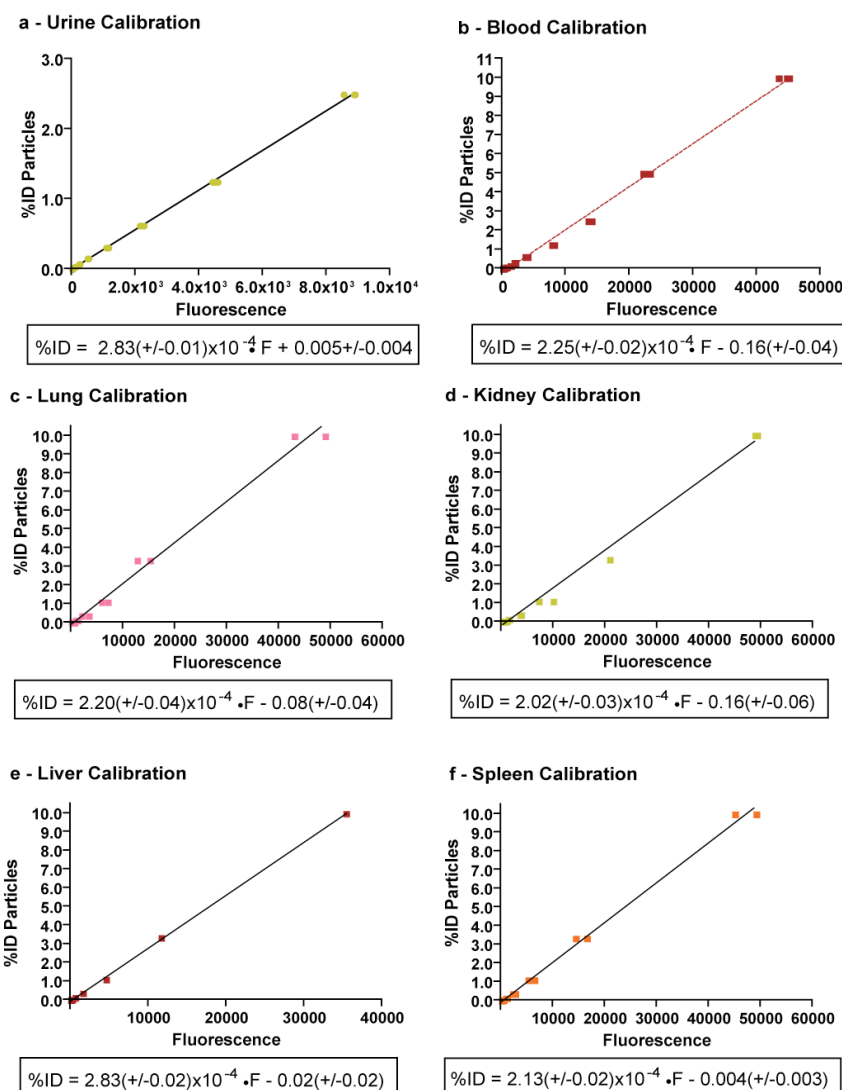 a - Urine Calibration
3.0
2.0
1.0
0.0
%ID Particles
2.0x10³ 4.0x10³ 6.0x10³ 8.0x10³ 1.0x10⁴
Fluorescence
%ID = 2.83(+/-0.01)x10⁻⁴•F + 0.005+/-0.004
b - Blood Calibration
11
10
9
8
7
6
5
4
3
2
1
0
%ID Particles
0 10000 20000 30000 40000 50000
Fluorescence
%ID = 2.25(+/-0.02)x10⁻⁴•F - 0.16(+/-0.04)
c - Lung Calibration
10.0
9.0
8.0
7.0
6.0
5.0
4.0
3.0
2.0
1.0
0.0
%ID Particles
10000 20000 30000 40000 50000 60000
Fluorescence
%ID = 2.20(+/-0.04)x10⁻⁴ •F - 0.08(+/-0.04)
d - Kidney Calibration
10.0
9.0
8.0
7.0
6.0
5.0
4.0
3.0
2.0
1.0
0.0
%ID Particles
10000 20000 30000 40000 50000 60000
Fluorescence
%ID = 2.02(+/-0.03)x10⁻⁴ •F - 0.16(+/-0.06)
e - Liver Calibration
10.0
9.0
8.0
7.0
6.0
5.0
4.0
3.0
2.0
1.0
0.0
%ID Particles
10000 20000 30000 40000
Fluorescence
%ID = 2.83(+/-0.02)x10⁻⁴ •F - 0.02(+/-0.02)
f - Spleen Calibration
10.0
9.0
8.0
7.0
6.0
5.0
4.0
3.0
2.0
1.0
0.0
%ID Particles
10000 20000 30000 40000 50000 60000
Fluorescence
%ID = 2.13(+/-0.02)x10⁻⁴ •F - 0.004(+/-0.003)